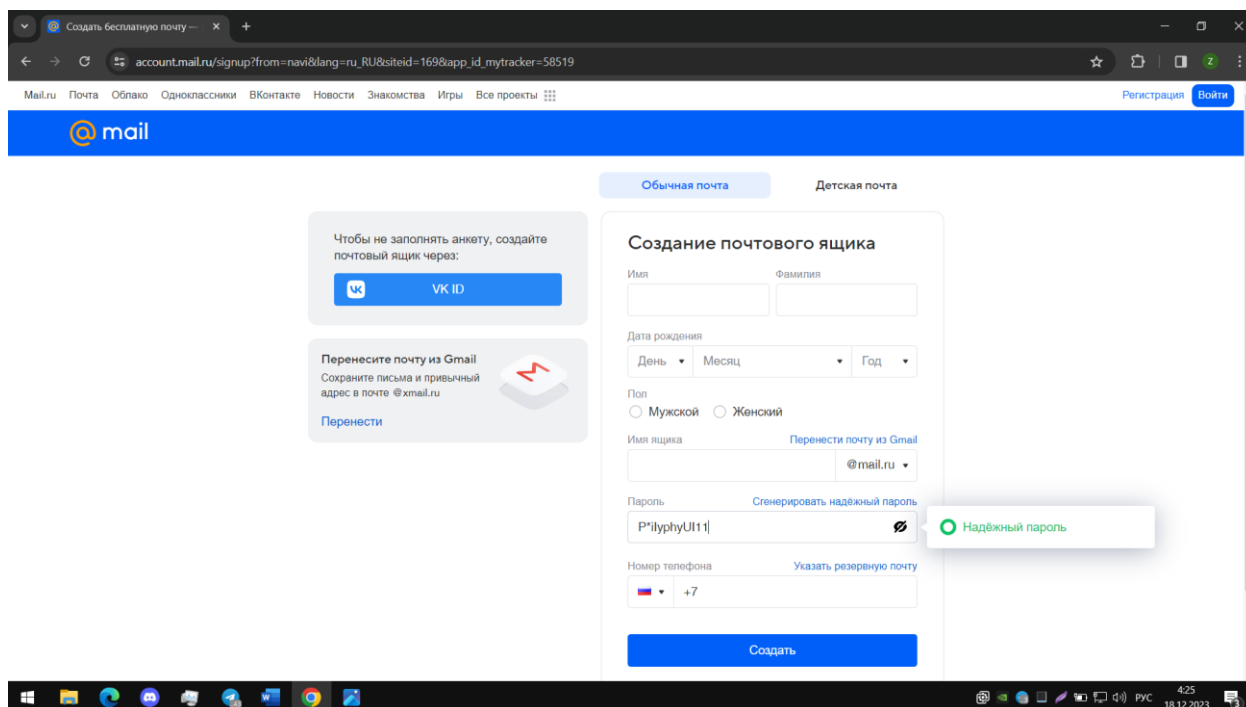 Создать бесплатную почту —
account.mail.ru/signup?from=navi&lang=ru_RU&siteid=169&app_id_mytracker=58519
Z
Mail.ru Почта Облако Одноклассники ВКонтакте Новости Знакомства Игры Все проекты
Регистрация Войти
@ mail
Обычная почта Детская почта
Чтобы не заполнять анкету, создайте
почтовый ящик через:
VK ID
Перенесите почту из Gmail
Сохраните письма и привычный
адрес в почте @xmail.ru
Перенести
Создание почтового ящика
Имя Фамилия
Дата рождения
День Месяц Год
Пол
Мужской Женский
Имя ящика Перенести почту из Gmail
@mail.ru
Пароль Сгенерировать надёжный пароль
P*iIyphyUI11
Надёжный пароль
Номер телефона Указать резервную почту
+7
Создать
РУС
4:25
18.12.2023
3